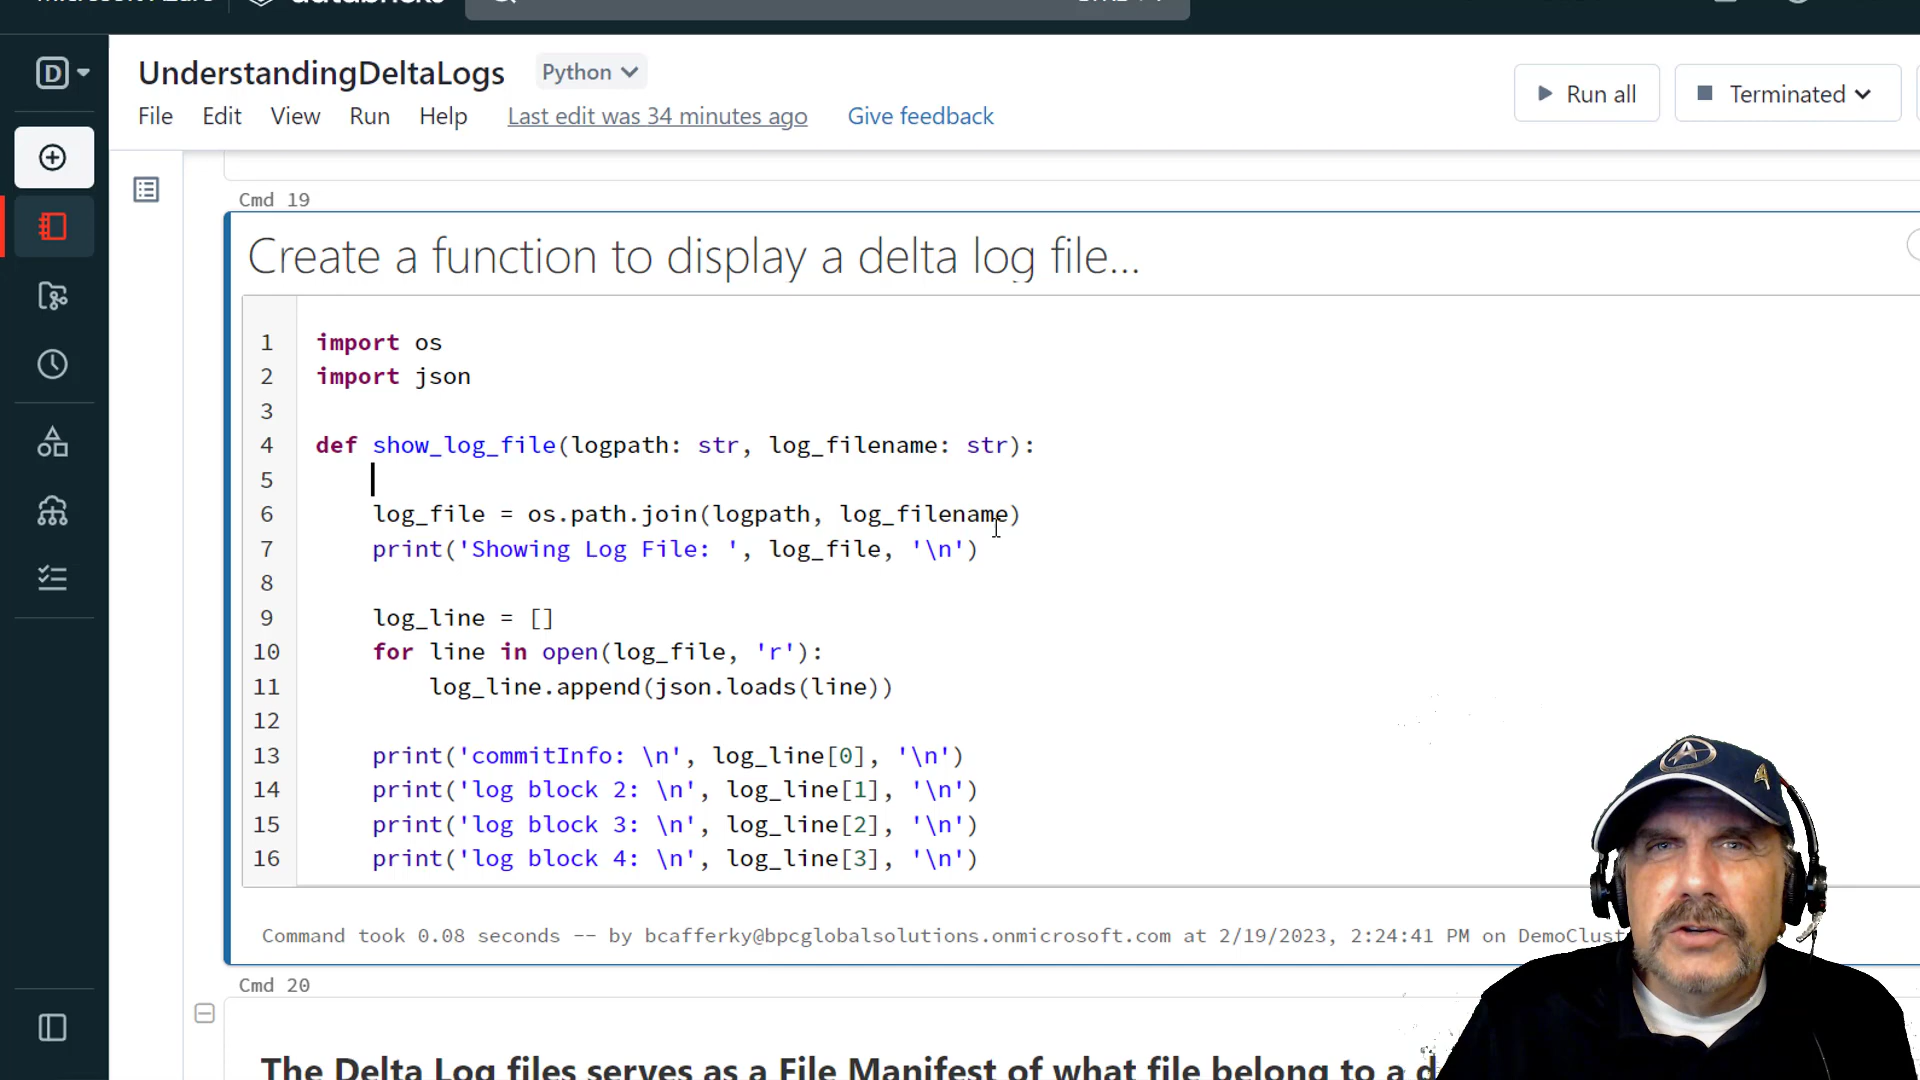 databricks
D
UnderstandingDeltaLogs
Python
Run all
Terminated
File Edit View Run Help Last edit was 34 minutes ago Give feedback
Cmd 19
Create a function to display a delta log file...
1 import os
2 import json
3
4 def show_log_file(logpath: str, log_filename: str):
5
6 log_file = os.path.join(logpath, log_filename)
7 print('Showing Log File: ', log_file, '\n')
8
9 log_line = []
10 for line in open(log_file, 'r'):
11 log_line.append(json.loads(line))
12
13 print('commitInfo: \n', log_line[0], '\n')
14 print('log block 2: \n', log_line[1], '\n')
15 print('log block 3: \n', log_line[2], '\n')
16 print('log block 4: \n', log_line[3], '\n')
Command took 0.08 seconds -- by bcafferky@bpcglobalsolutions.onmicrosoft.com at 2/19/2023, 2:24:41 PM on DemoClust
Cmd 20
The Delta Log files serves as a File Manifest of what file belong to a d